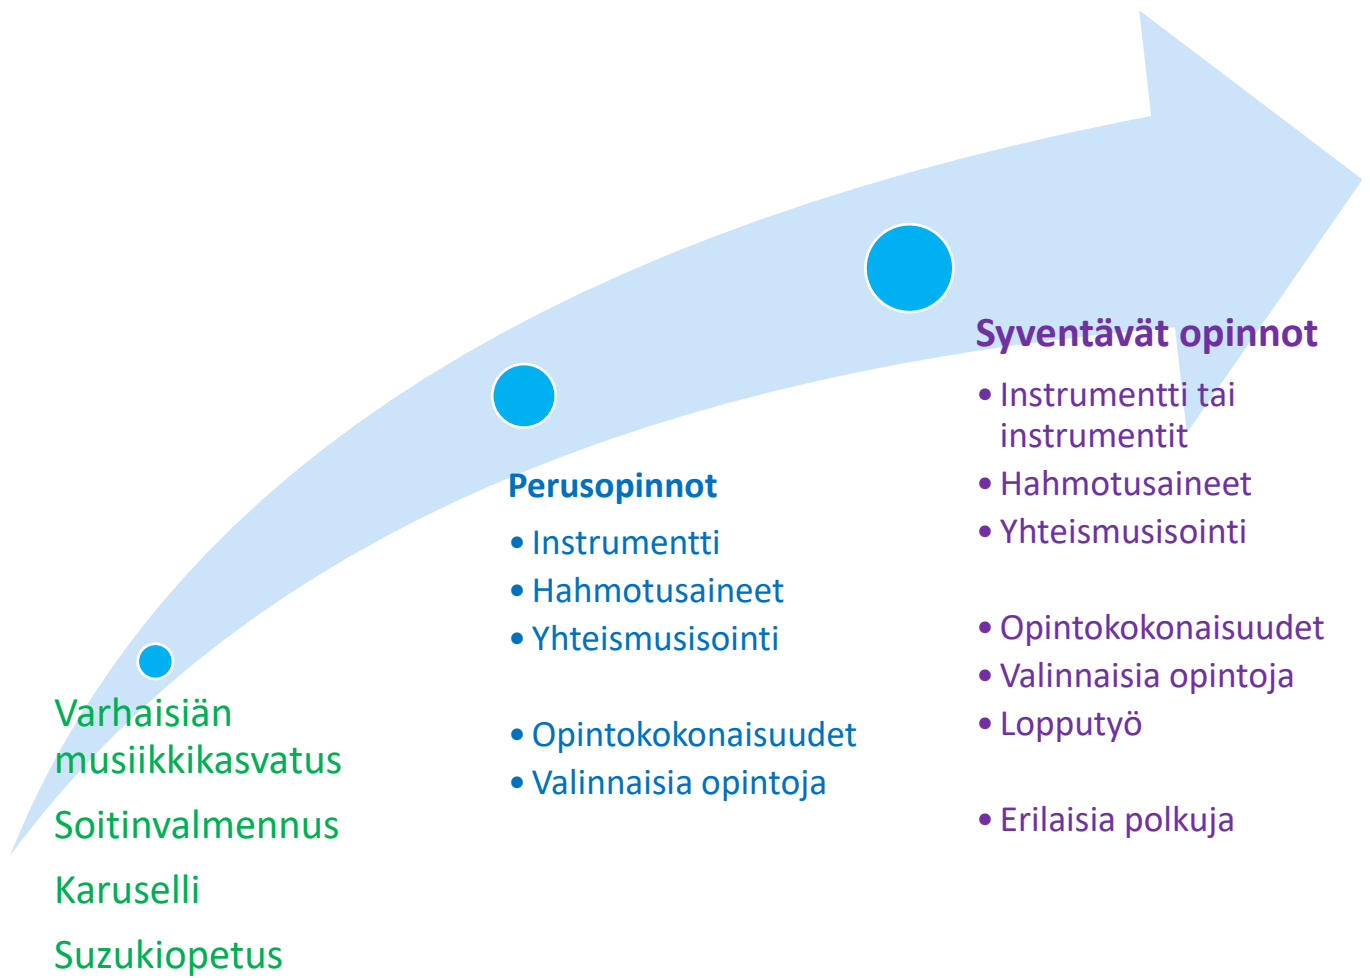 Varhaisiän
musiikkikasvatus
Soitinvalmennus
Karuselli
Suzukiopetus
Perusopinnot
• Instrumentti
• Hahmotusaineet
• Yhteismusisointi
• Opintokokonaisuudet
• Valinnaisia opintoja
Syventävät opinnot
• Instrumentti tai
instrumentit
• Hahmotusaineet
• Yhteismusisointi
• Opintokokonaisuudet
• Valinnaisia opintoja
• Lopputyö
• Erilaisia polkuja